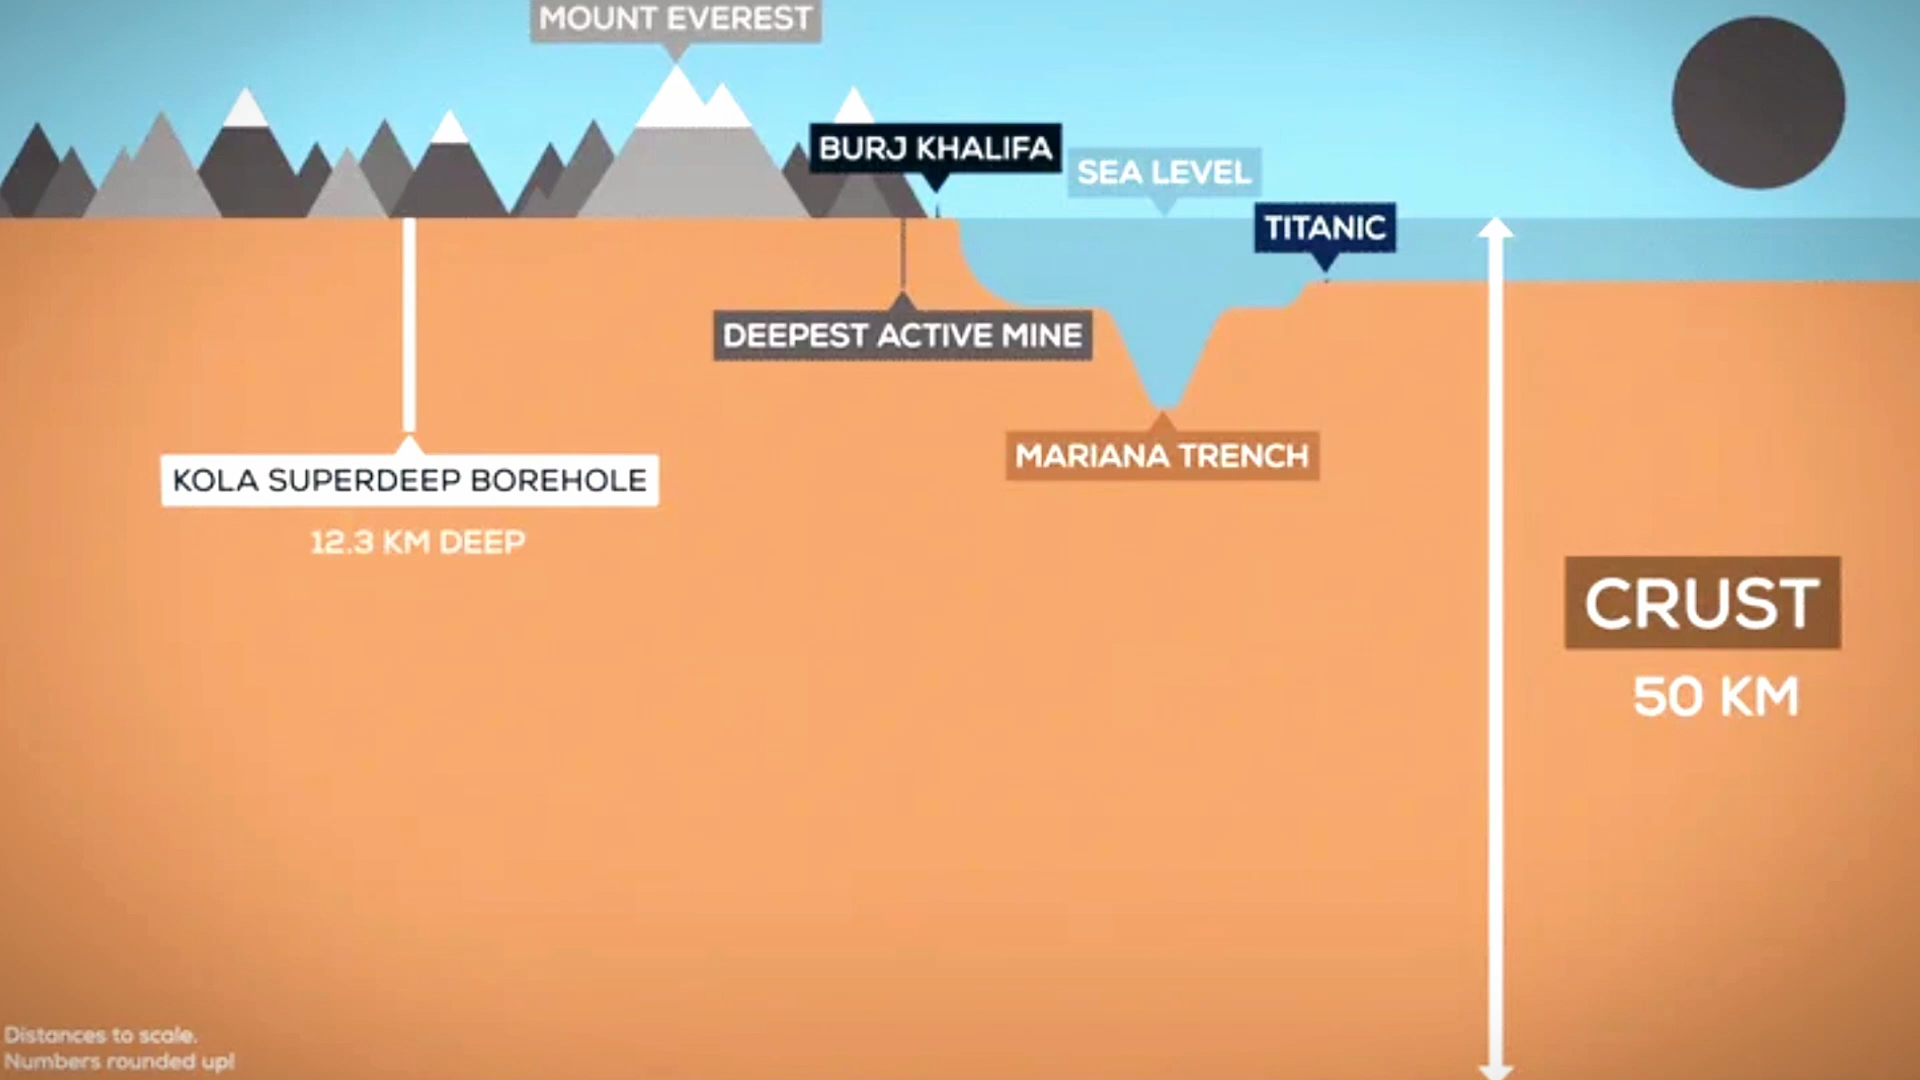 MOUNT EVEREST
BURJ KHALIFA
SEA LEVEL
TITANIC
DEEPEST ACTIVE MINE
MARIANA TRENCH
KOLA SUPERDEEP BOREHOLE
12.3 KM DEEP
CRUST
50 KM
Distances to scale.
Numbers rounded up!